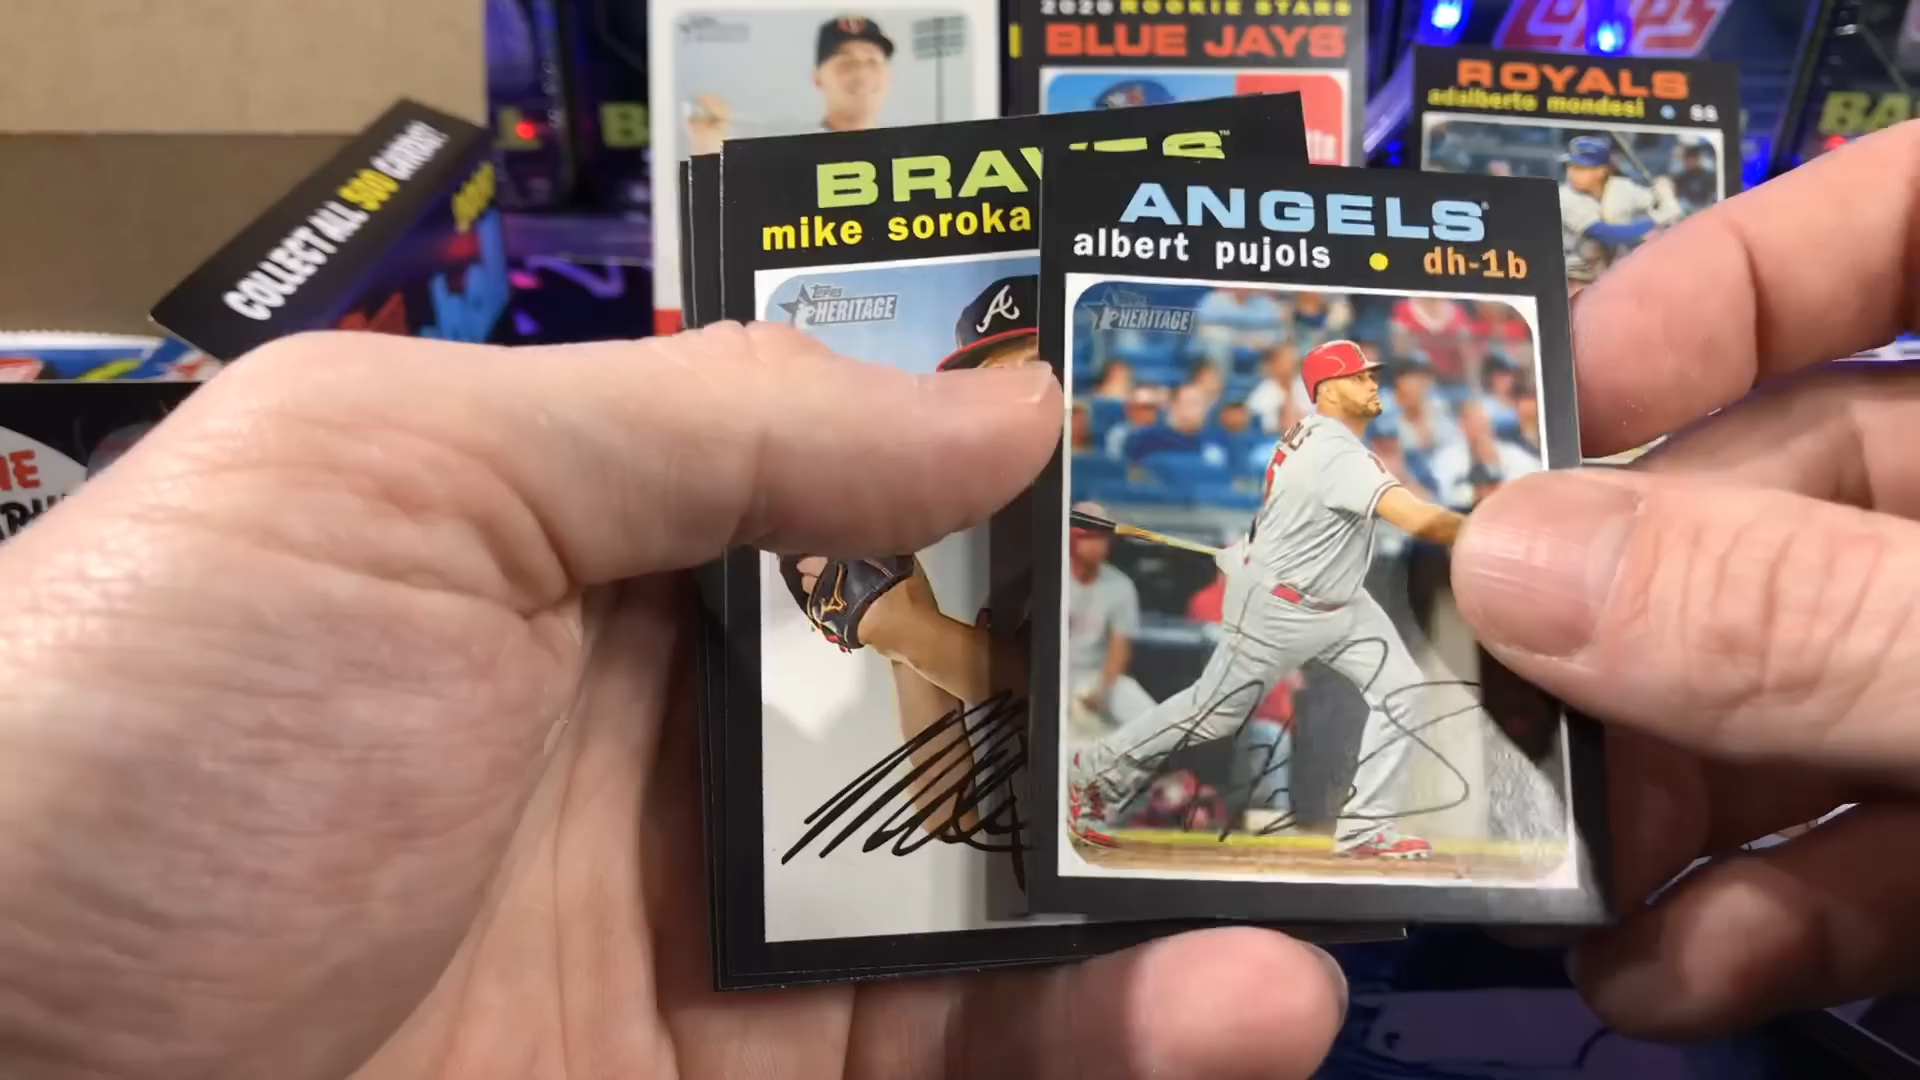 2020 ROOKIE STARS
BLUE JAYS
ROYALS
adalberto mondesi • ss
COLLECT ALL 500 CARDS!
BRAVES™
mike soroka
TOPPS
HERITAGE
A
ANGELS
albert pujols • dh-1b
TOPPS
HERITAGE